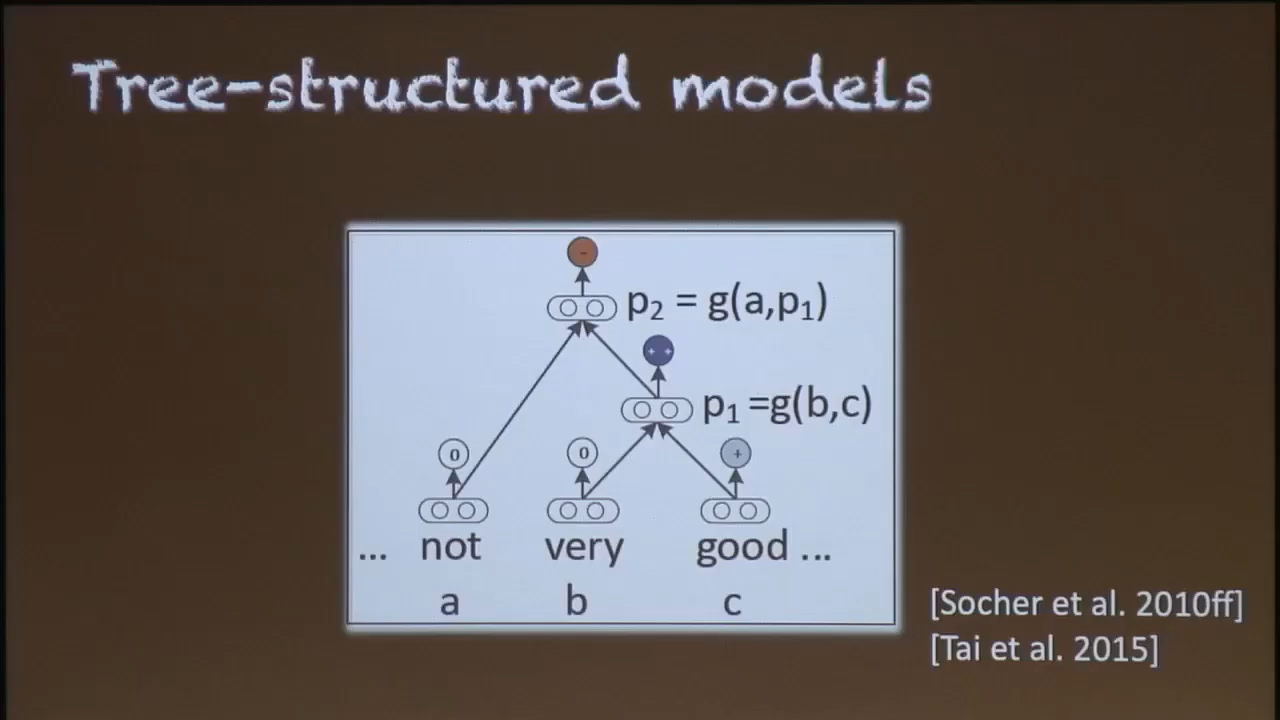 Tree-structured models
-
p2 = g(a,p1)
+ +
p1 =g(b,c)
0 0 +
... not very good ...
a b c
[Socher et al. 2010ff]
[Tai et al. 2015]